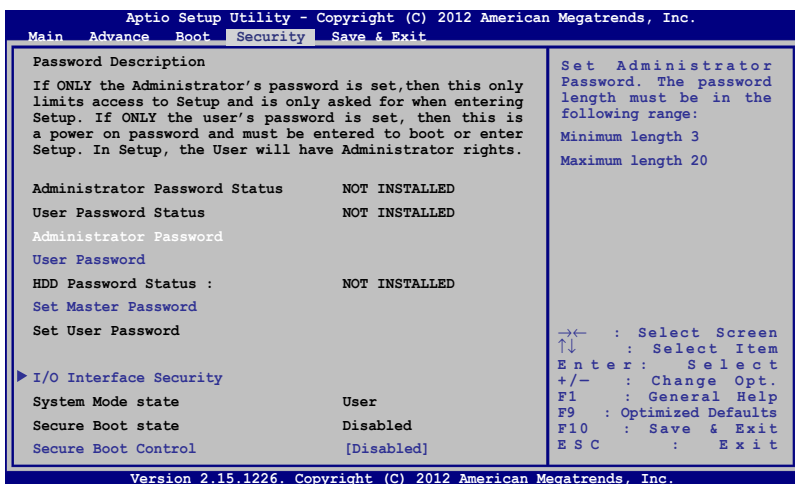 Aptio Setup Utility - Copyright (C) 2012 American Megatrends, Inc.
Main Advance Boot Security Save & Exit
Password Description
If ONLY the Administrator's password is set,then this only
limits access to Setup and is only asked for when entering
Setup. If ONLY the user's password is set, then this is
a power on password and must be entered to boot or enter
Setup. In Setup, the User will have Administrator rights.
Administrator Password Status NOT INSTALLED
User Password Status NOT INSTALLED
Administrator Password
User Password
HDD Password Status : NOT INSTALLED
Set Master Password
Set User Password
I/O Interface Security
System Mode state User
Secure Boot state Disabled
Secure Boot Control [Disabled]
Set Administrator
Password. The password
length must be in the
following range:
Minimum length 3
Maximum length 20
→← : Select Screen
↑↓ : Select Item
Enter: Select
+/— : Change Opt.
F1 : General Help
F9 : Optimized Defaults
F10 : Save & Exit
ESC : Exit
Version 2.15.1226. Copyright (C) 2012 American Megatrends, Inc.